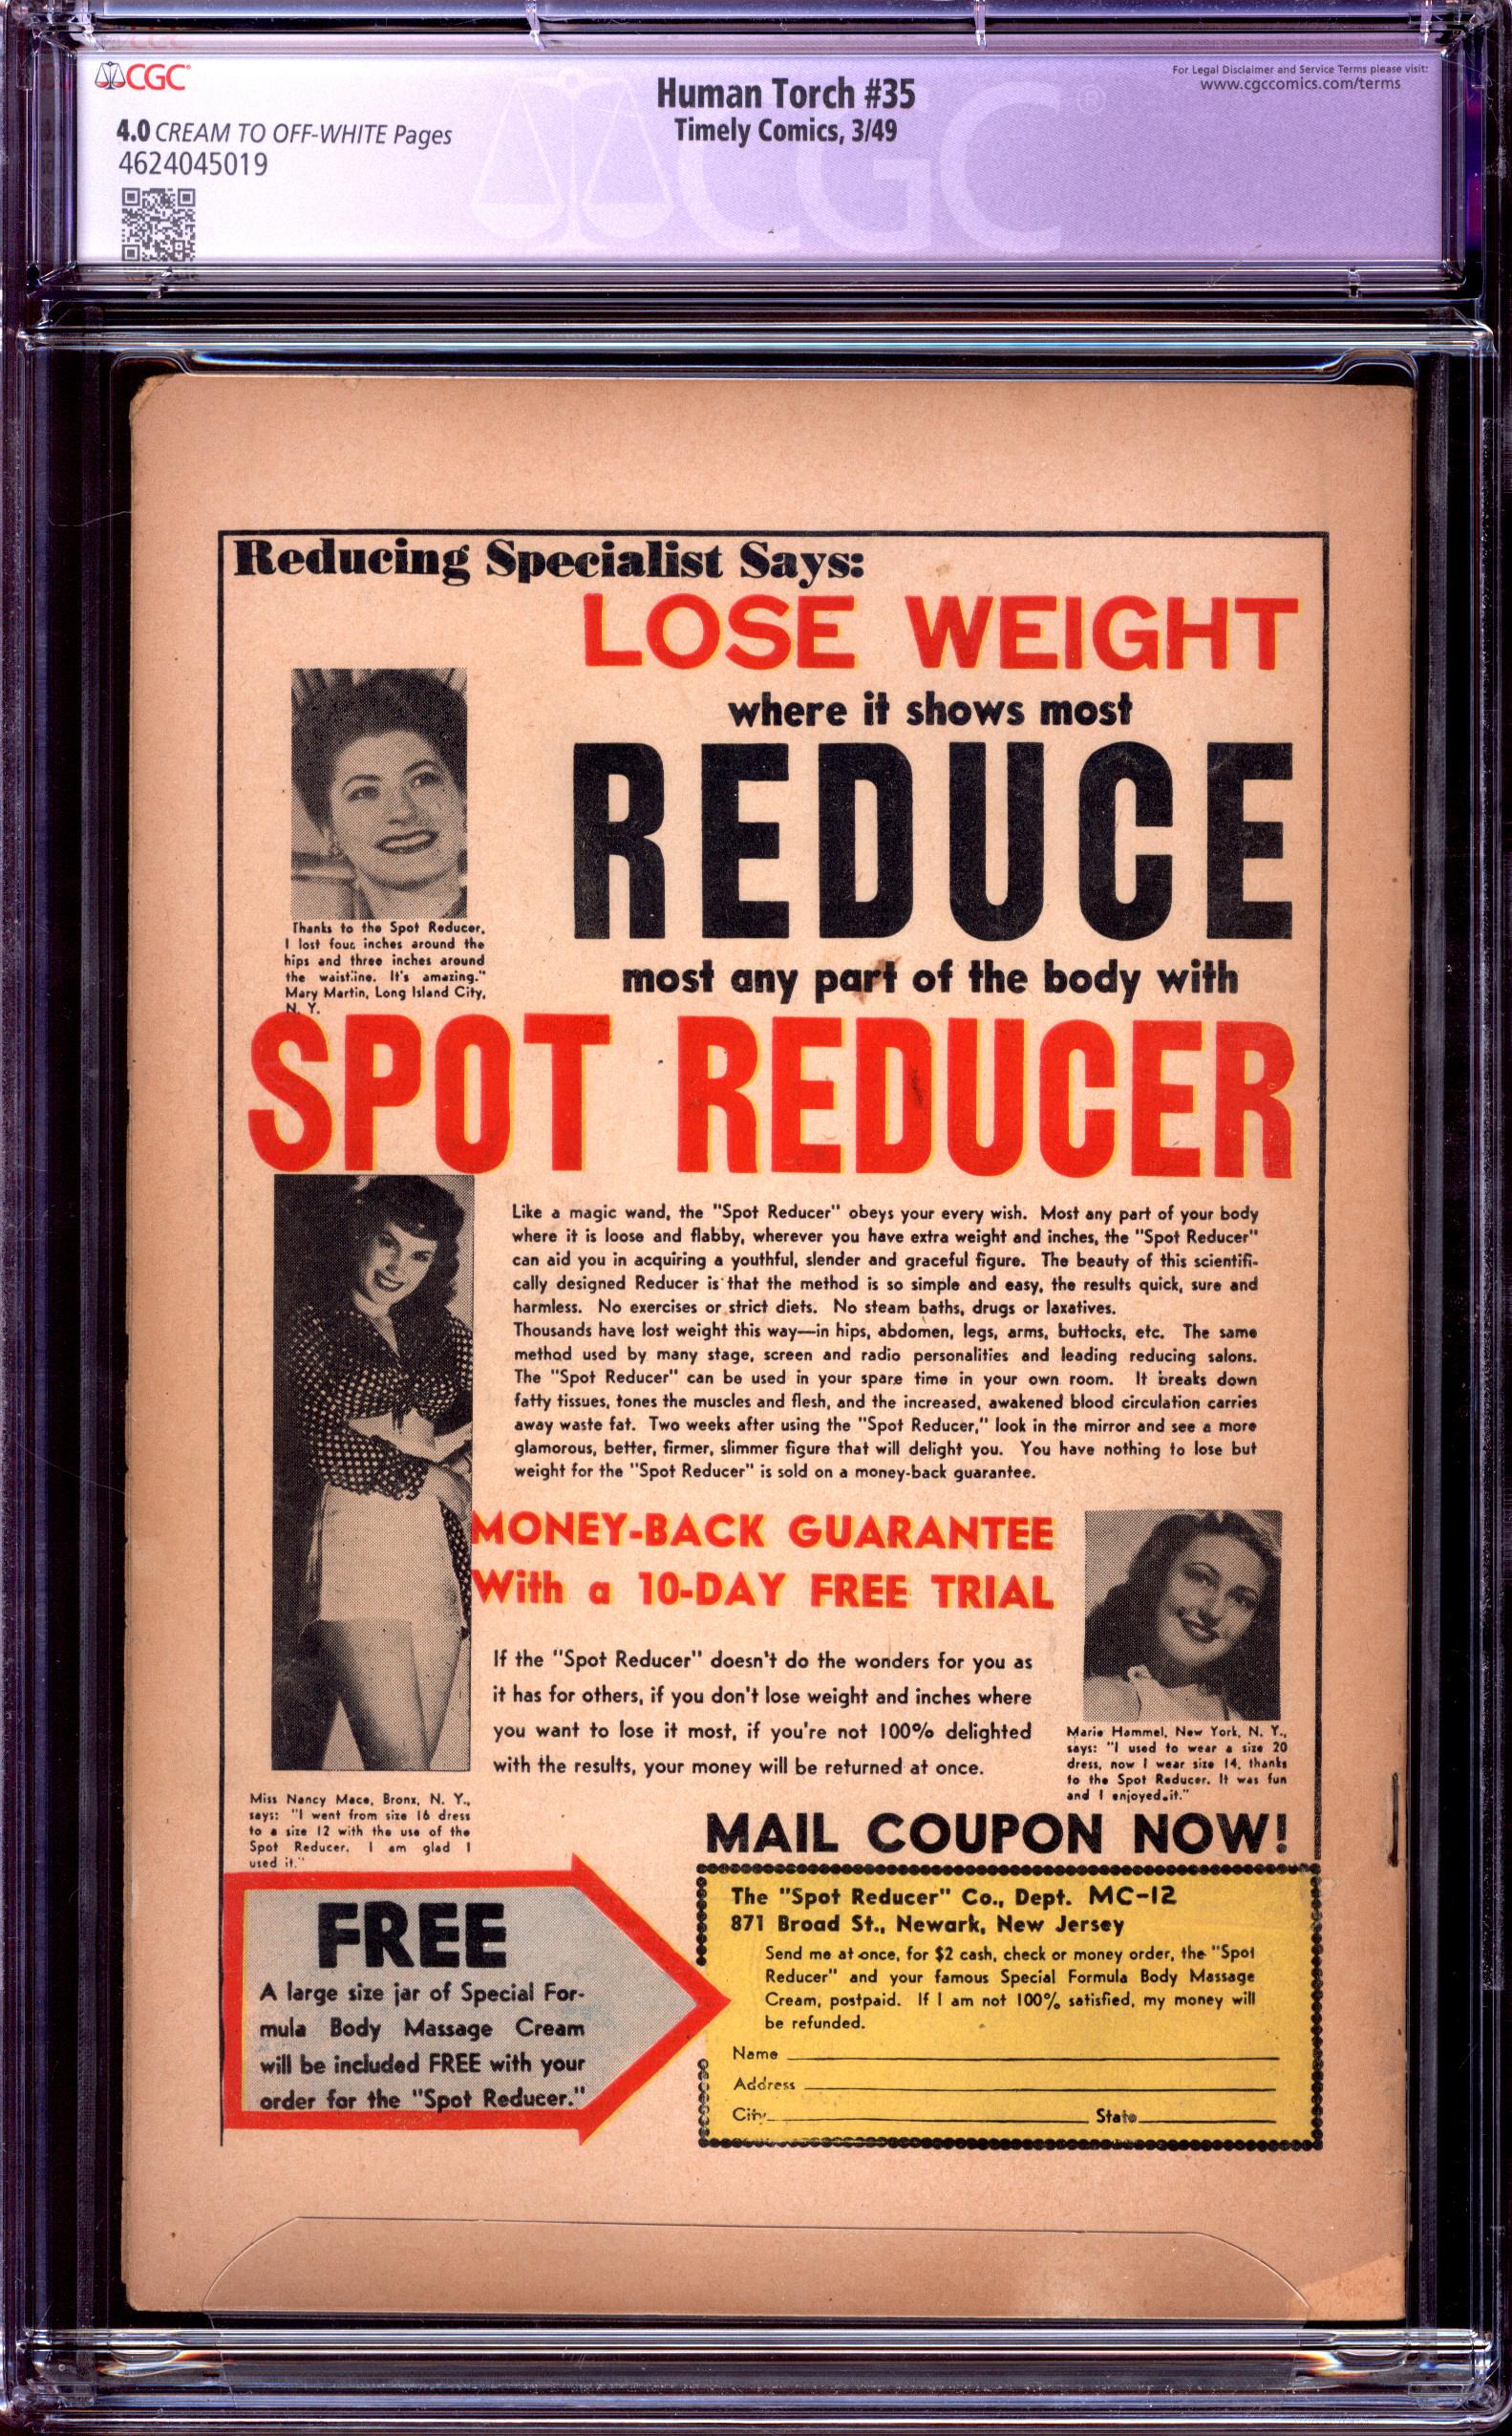 CGC
For Legal Disclaimer and Service Terms please visit:
www.cgccomics.com/terms
Human Torch #35
Timely Comics, 3/49
4.0 CREAM TO OFF-WHITE Pages
4624045019
CGC
Reducing Specialist Says:
LOSE WEIGHT
where it shows most
REDUCE
most any part of the body with
Thanks to the Spot Reducer,
I lost four inches around the
hips and three inches around
the waistline. It's amazing."
Mary Martin, Long Island City,
N. Y.
SPOT REDUCER
Like a magic wand, the "Spot Reducer" obeys your every wish. Most any part of your body
where it is loose and flabby, wherever you have extra weight and inches, the "Spot Reducer"
can aid you in acquiring a youthful, slender and graceful figure. The beauty of this scientifi-
cally designed Reducer is that the method is so simple and easy, the results quick, sure and
harmless. No exercises or strict diets. No steam baths, drugs or laxatives.
Thousands have lost weight this way—in hips, abdomen, legs, arms, buttocks, etc. The same
method used by many stage, screen and radio personalities and leading reducing salons.
The "Spot Reducer" can be used in your spare time in your own room. It breaks down
fatty tissues, tones the muscles and flesh, and the increased, awakened blood circulation carries
away waste fat. Two weeks after using the "Spot Reducer," look in the mirror and see a more
glamorous, better, firmer, slimmer figure that will delight you. You have nothing to lose but
weight for the "Spot Reducer" is sold on a money-back guarantee.
MONEY-BACK GUARANTEE
With a 10-DAY FREE TRIAL
If the "Spot Reducer" doesn't do the wonders for you as
it has for others, if you don't lose weight and inches where
you want to lose it most, if you're not 100% delighted
with the results, your money will be returned at once.
Marie Hammel, New York, N. Y.,
says: "I used to wear a size 20
dress, now I wear size 14, thanks
to the Spot Reducer. It was fun
and I enjoyed it."
Miss Nancy Mace, Bronx, N. Y.,
says: "I went from size 16 dress
to a size 12 with the use of the
Spot Reducer. I am glad I
used it."
MAIL COUPON NOW!
FREE
A large size jar of Special For-
mula Body Massage Cream
will be included FREE with your
order for the "Spot Reducer."
The "Spot Reducer" Co., Dept. MC-12
871 Broad St., Newark, New Jersey
Send me at once, for $2 cash, check or money order, the "Spot
Reducer" and your famous Special Formula Body Massage
Cream, postpaid. If I am not 100% satisfied, my money will
be refunded.
Name
Address
City State